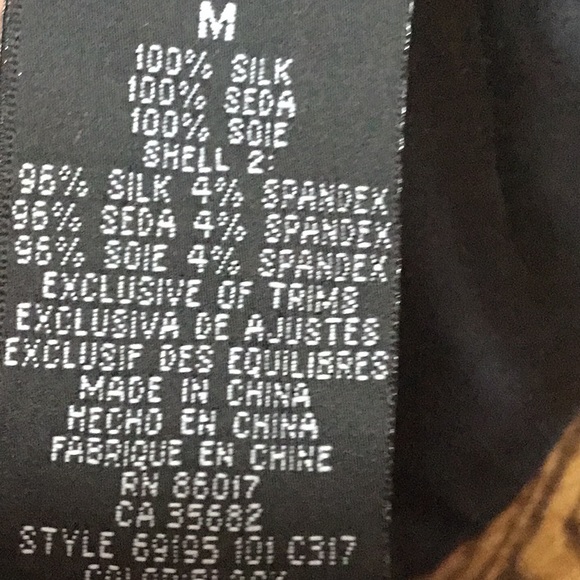 M
100% SILK
100% SEDA
100% SOIE
SHELL 2:
96% SILK 4% SPANDEX
96% SEDA 4% SPANDEX
96% SOIE 4% SPANDEX
EXCLUSIVE OF TRIMS
EXCLUSIVA DE AJUSTES
EXCLUSIF DES EQUILIBRES
MADE IN CHINA
HECHO EN CHINA
FABRIQUE EN CHINE
RN 86017
CA 35682
STYLE 69195 101 C317